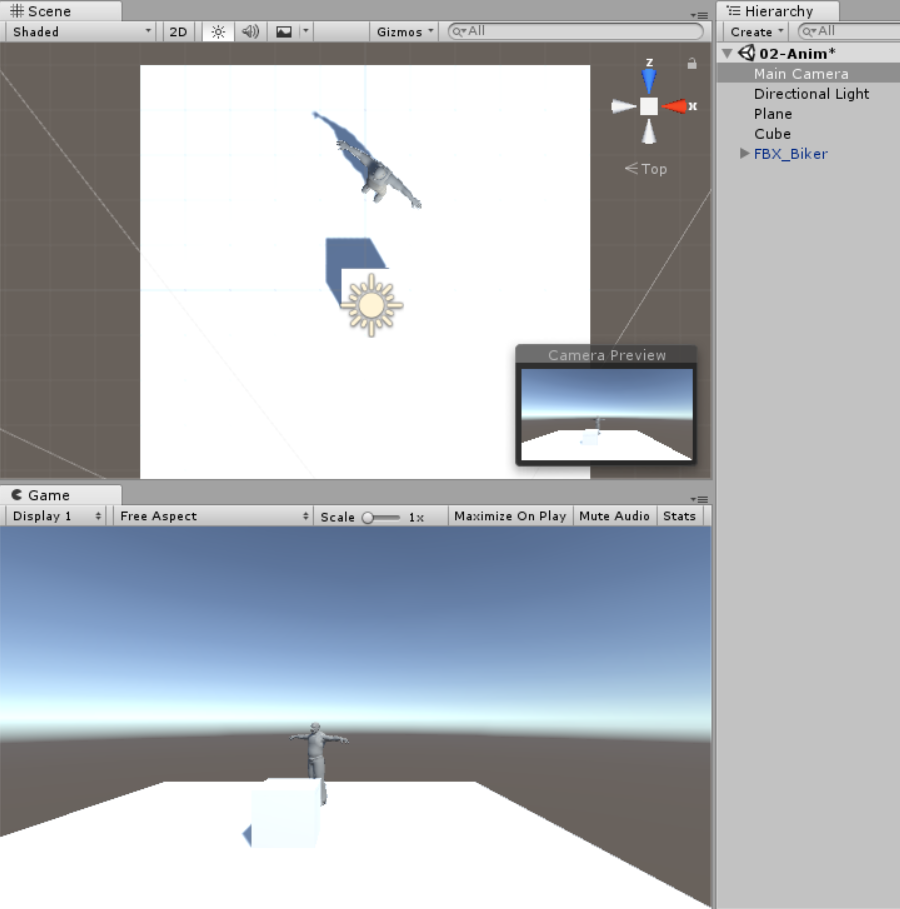 Scene
Shaded 2D Gizmos All
z
x
Top
Camera Preview
Game
Display 1 Free Aspect Scale 1x Maximize On Play Mute Audio Stats
Hierarchy
Create All
02-Anim*
Main Camera
Directional Light
Plane
Cube
FBX_Biker